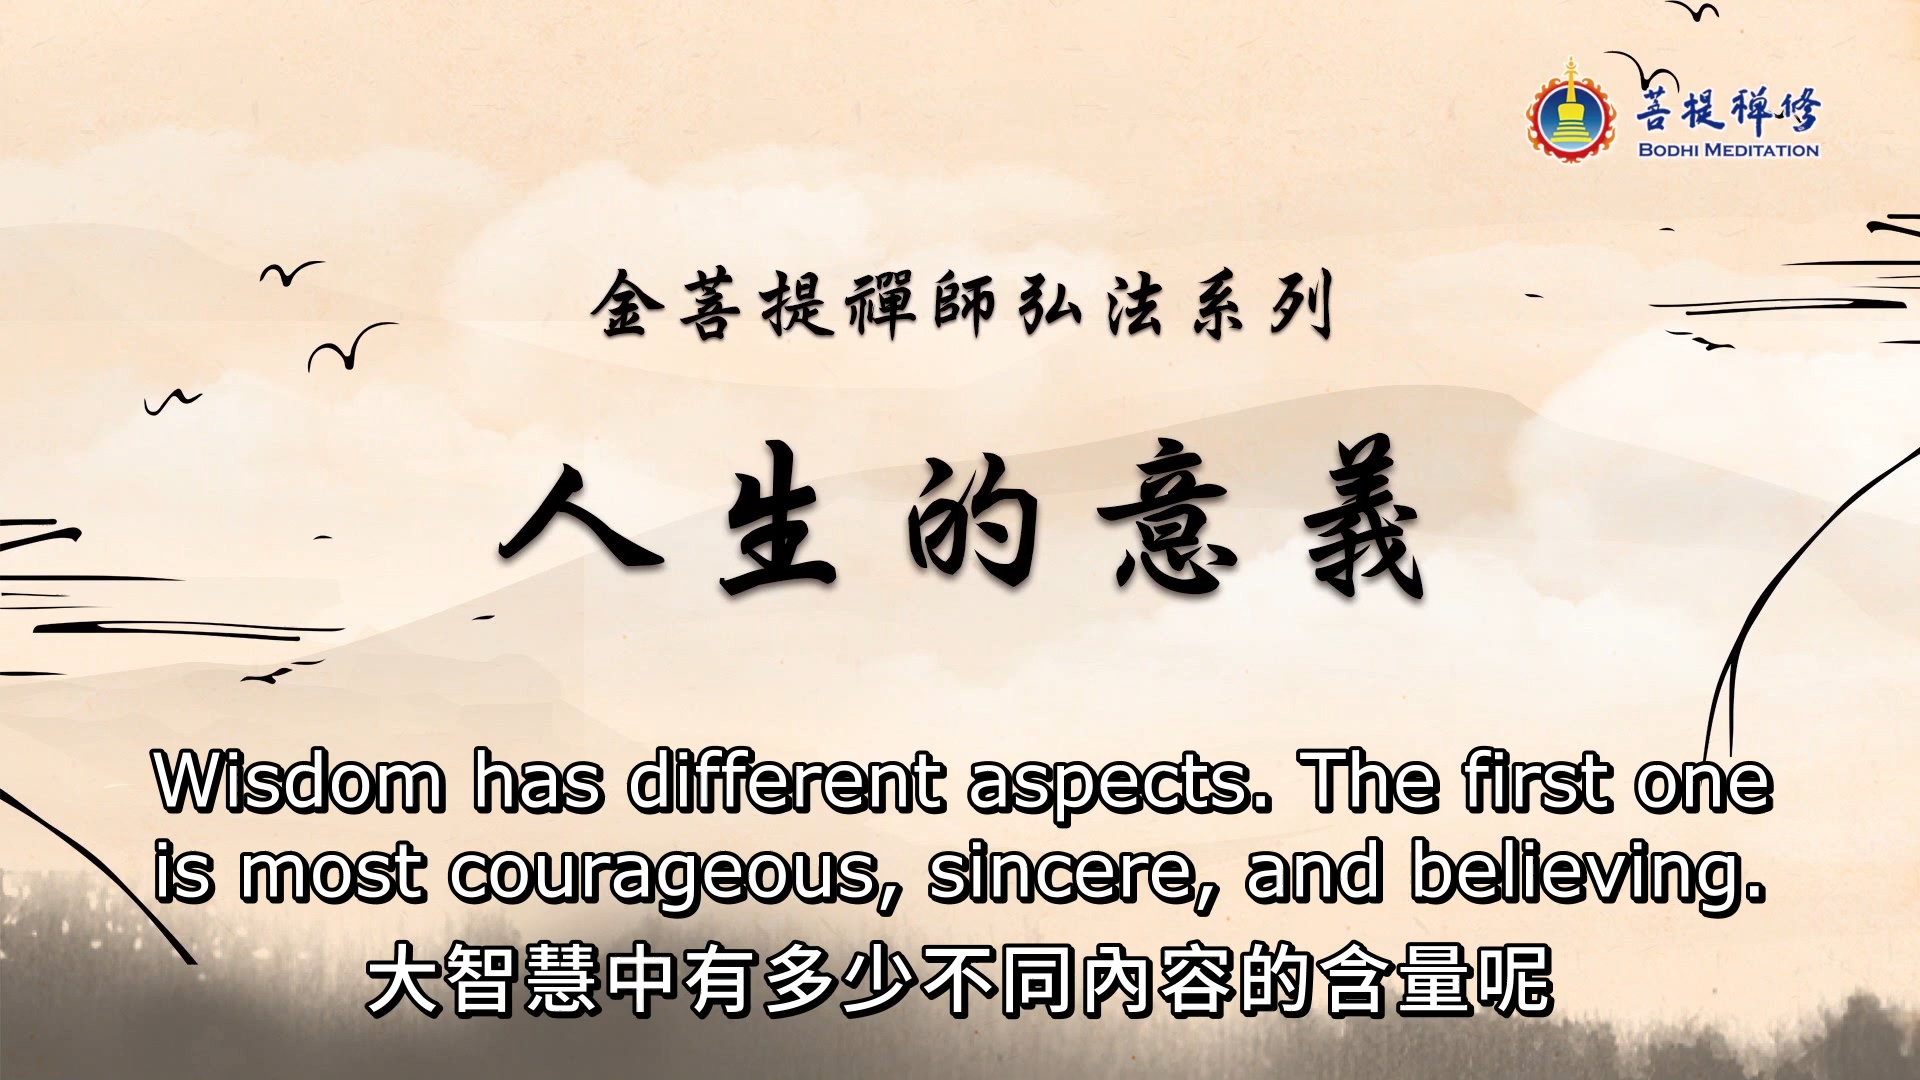 菩提禪修
BODHI MEDITATION
金菩提禪師弘法系列
人生的意義
Wisdom has different aspects. The first one
is most courageous, sincere, and believing.
大智慧中有多少不同內容的含量呢